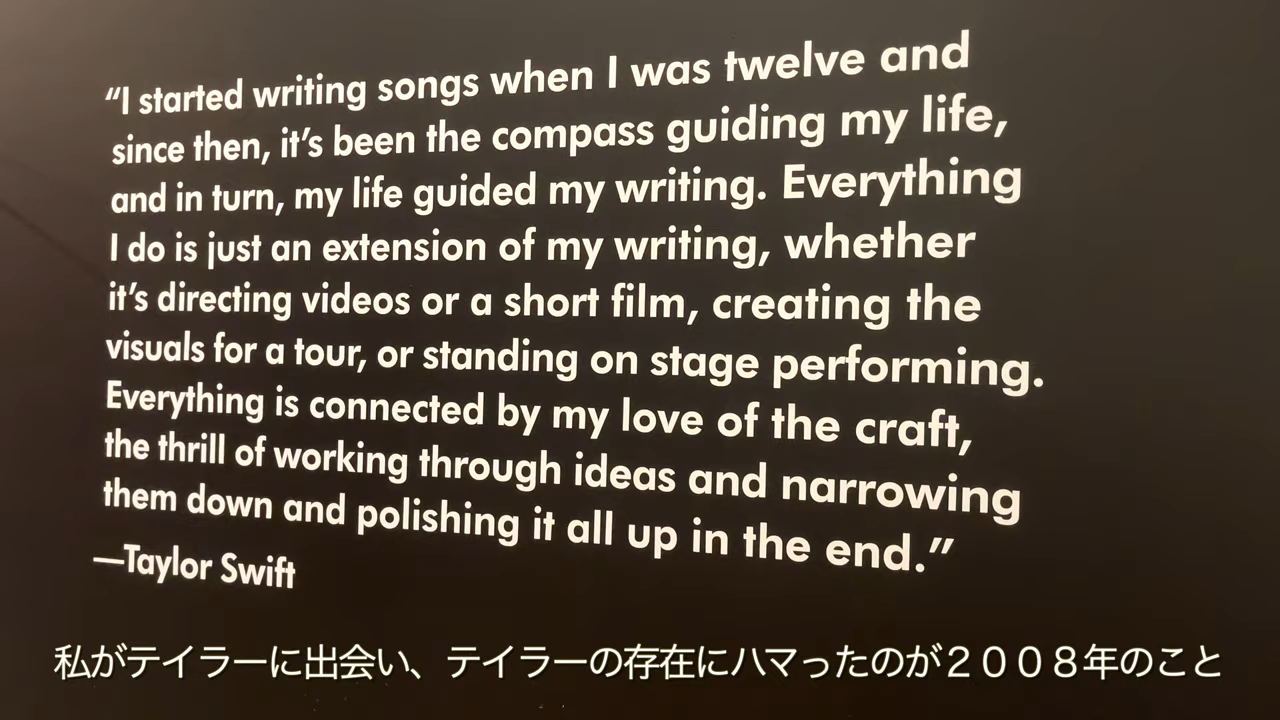 “I started writing songs when I was twelve and
since then, it’s been the compass guiding my life,
and in turn, my life guided my writing. Everything
I do is just an extension of my writing, whether
it’s directing videos or a short film, creating the
visuals for a tour, or standing on stage performing.
Everything is connected by my love of the craft,
the thrill of working through ideas and narrowing
them down and polishing it all up in the end.”
—Taylor Swift
私がテイラーに出会い、テイラーの存在にハマったのが２００８年のこと